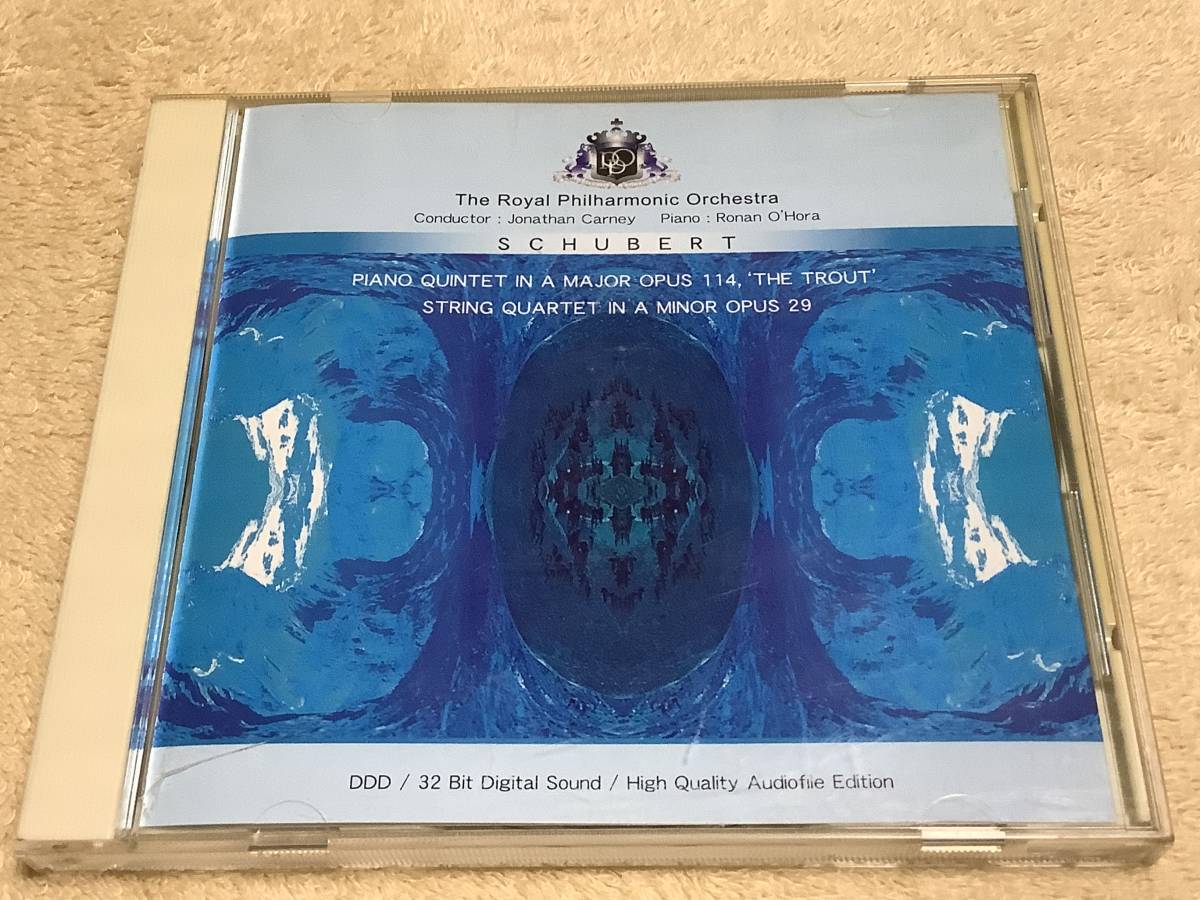 RPO
The Royal Philharmonic Orchestra
Conductor : Jonathan Carney Piano : Ronan O'Hora
SCHUBERT
PIANO QUINTET IN A MAJOR OPUS 114, 'THE TROUT'
STRING QUARTET IN A MINOR OPUS 29
DDD / 32 Bit Digital Sound / High Quality Audiofile Edition